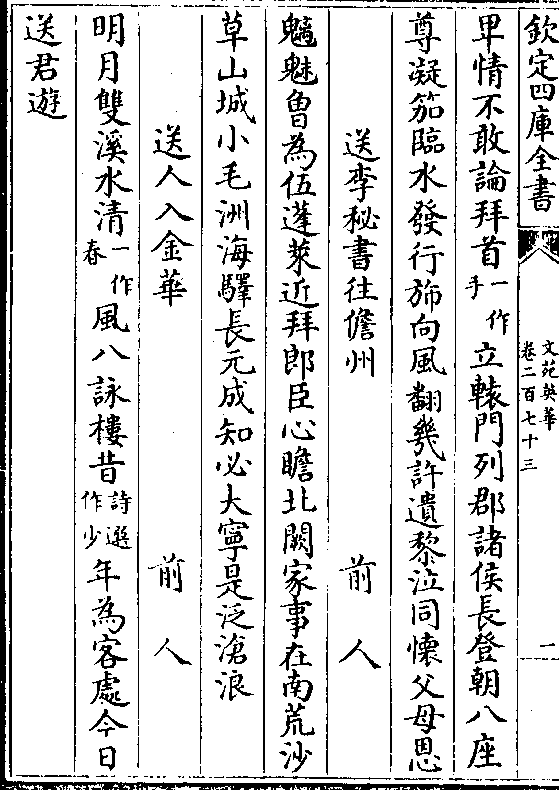 欽定四庫全書
文苑英華
卷二百七十三
一
卑情不敢論拜首一作手立轅門列郡諸侯長登朝八座
尊凝笳臨水發行斾向風翻幾許遺黎泣同懷父母恩
送李秘書往儋州 前人
魑魅曾為伍蓬萊近拜郎臣心瞻北闕家事在南荒沙
草山城小毛洲海驛長元成知必大寧是泛滄浪
送人入金華 前人
明月雙溪水清一作春風八詠樓昔詩選作少年為客處今日
送君遊